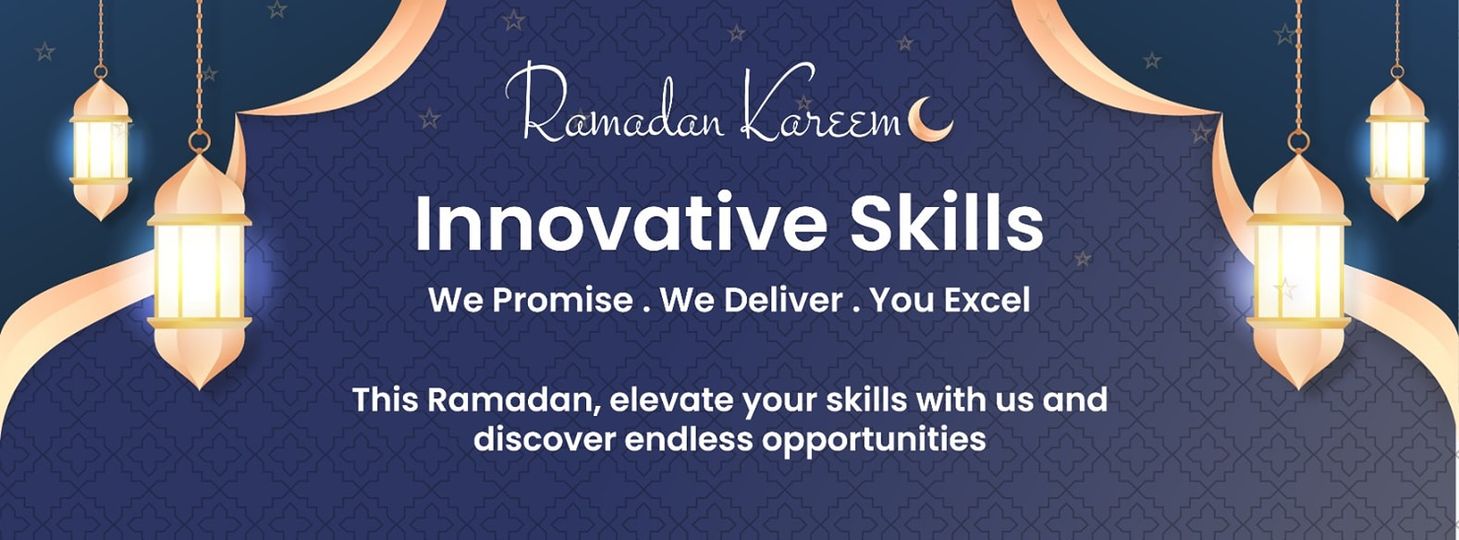 Ramadan Kareem
Innovative Skills
We Promise . We Deliver . You Excel
This Ramadan, elevate your skills with us and
discover endless opportunities